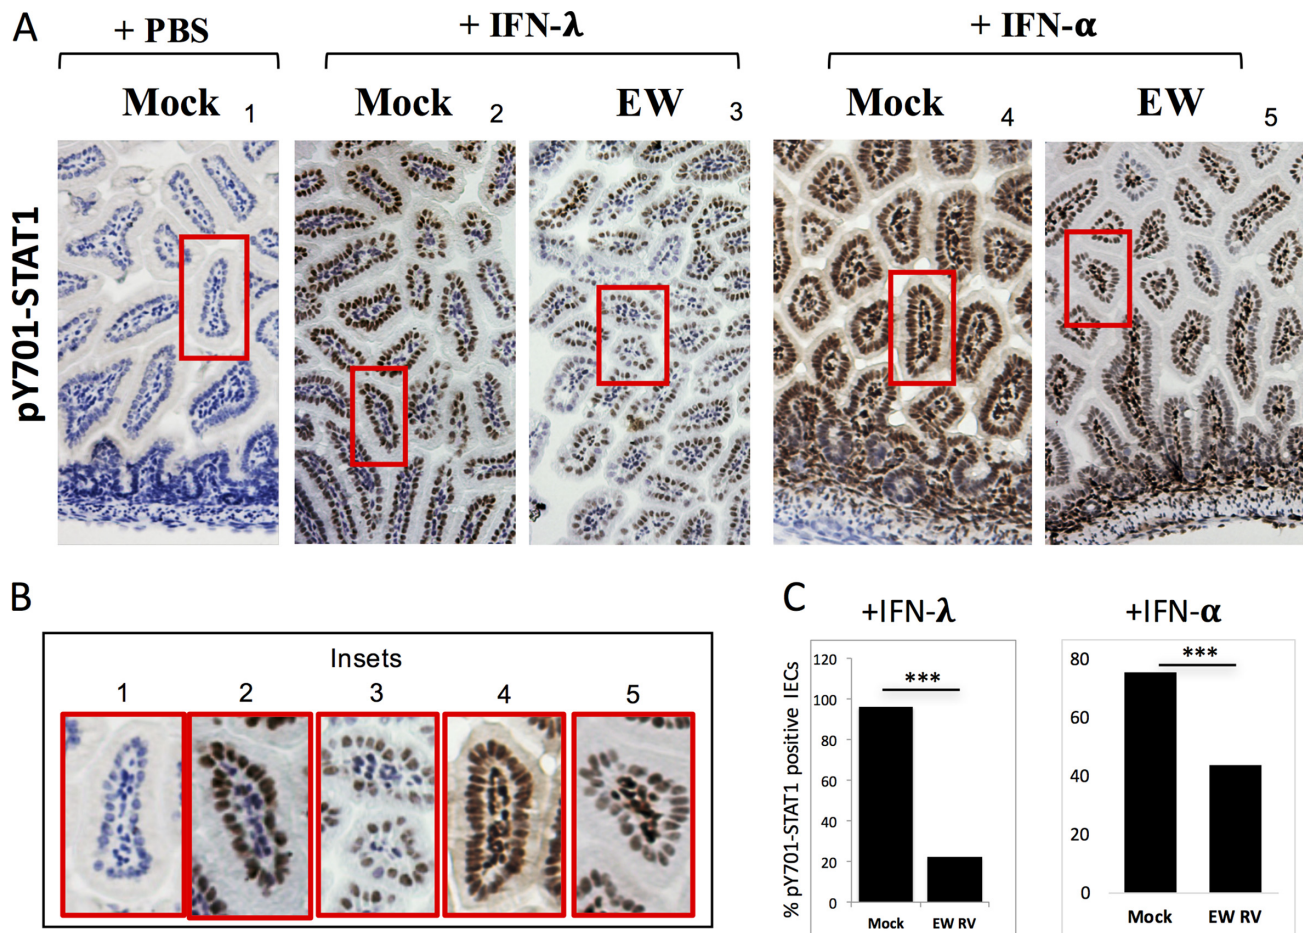 A
+ PBS
+ IFN-λ
+ IFN-α
Mock 1
Mock 2
EW 3
Mock 4
EW 5
pY701-STAT1
B
Insets
1 2 3 4 5
C
+IFN-λ
% pY701-STAT1 positive IECs
120
100
80
60
40
20
0
***
Mock EW RV
+IFN-α
80
60
40
20
0
***
Mock EW RV